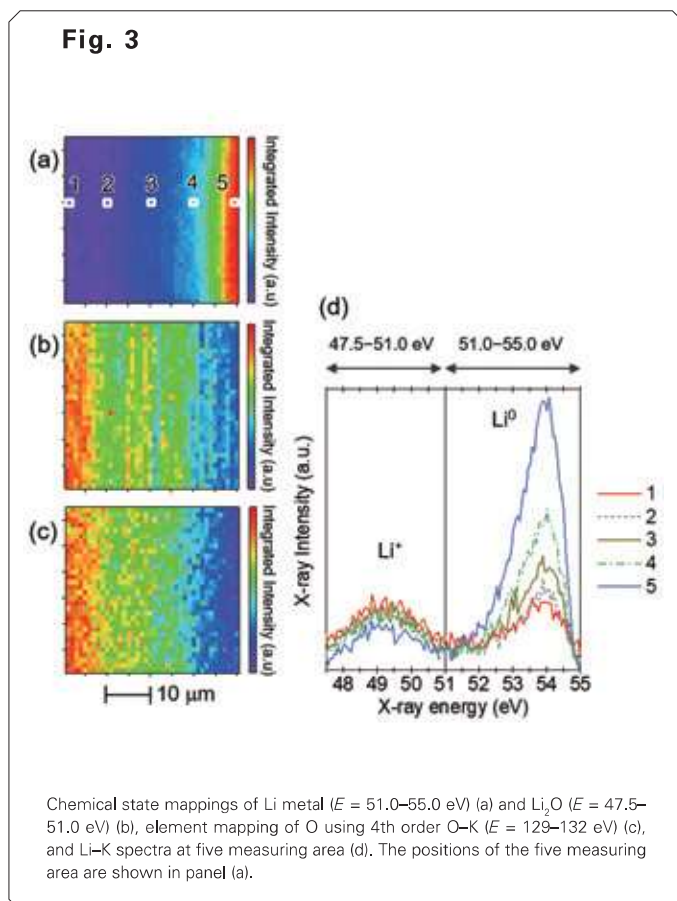 Fig. 3
(a)
1 2 3 4 5
Integrated Intensity (a.u)
(b)
Integrated Intensity (a.u)
(c)
Integrated Intensity (a.u)
10 μm
(d)
47.5–51.0 eV 51.0–55.0 eV
Li⁺
Li⁰
X-ray Intensity (a.u.)
48 49 50 51 52 53 54 55
X-ray energy (eV)
1
2
3
4
5
Chemical state mappings of Li metal (E = 51.0–55.0 eV) (a) and Li₂O (E = 47.5–
51.0 eV) (b), element mapping of O using 4th order O–K (E = 129–132 eV) (c),
and Li–K spectra at five measuring area (d). The positions of the five measuring
area are shown in panel (a).